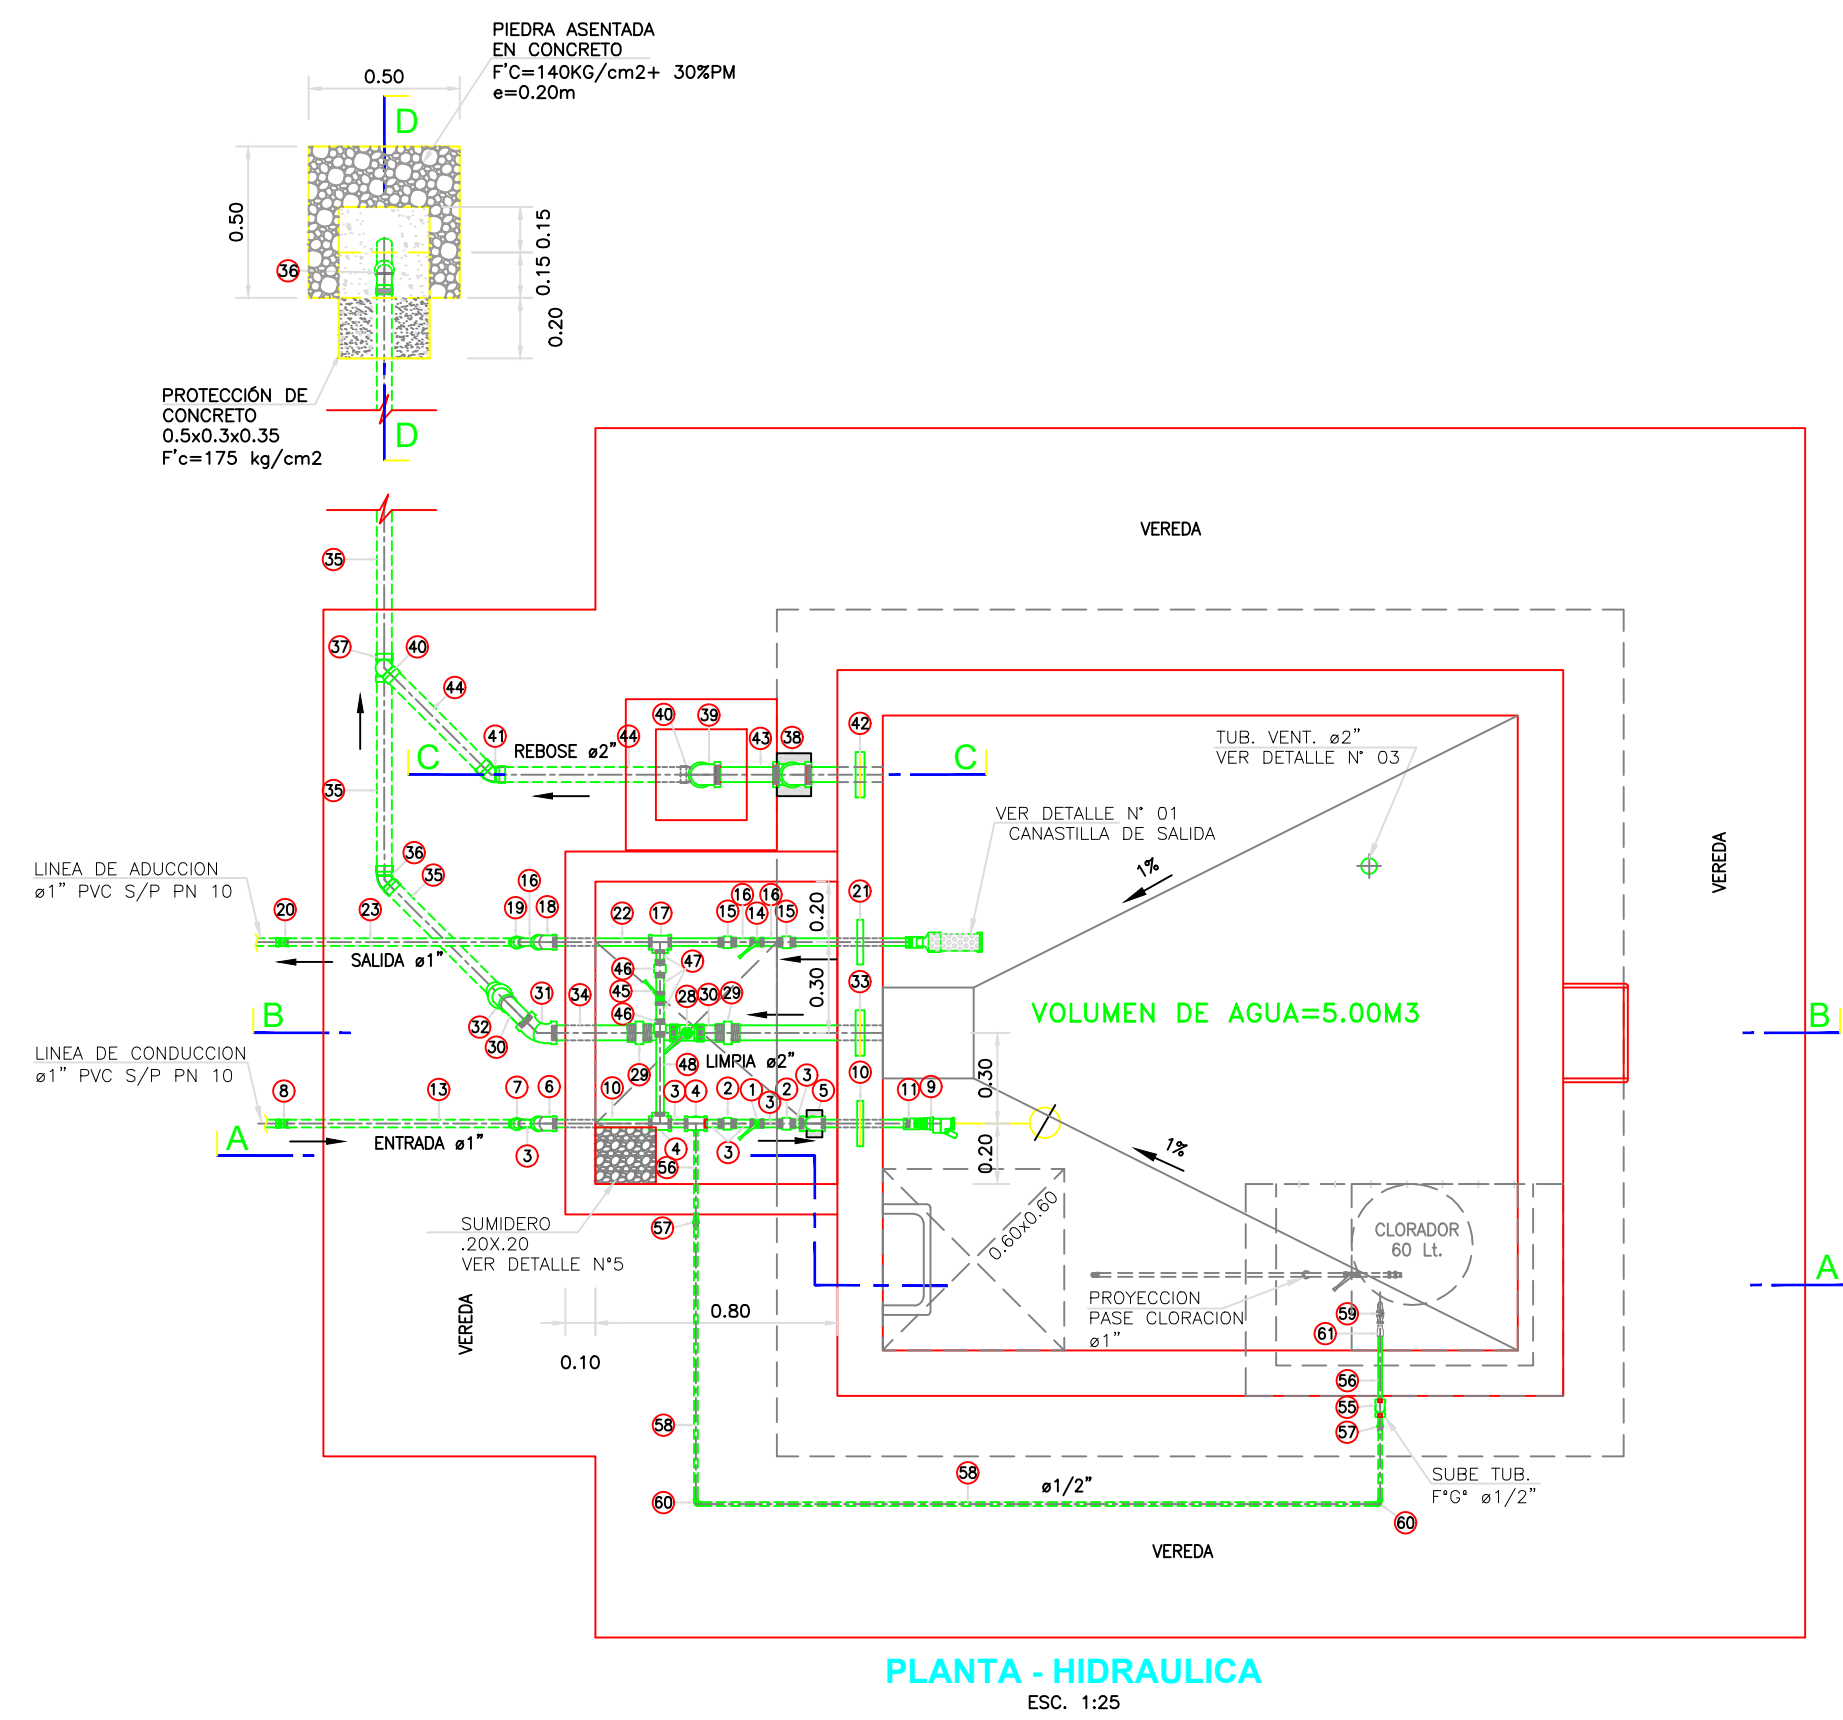 PIEDRA ASENTADA
EN CONCRETO
F'C=140KG/cm2+ 30%PM
e=0.20m
0.50
D
0.50
0.15
0.15
0.20
36
PROTECCIÓN DE
CONCRETO
0.5x0.3x0.35
F'c=175 kg/cm2
D
VEREDA
35
37
40
44
41
REBOSE ø2"
44
40
39
43
38
42
C
C
TUB. VENT. ø2"
VER DETALLE N° 03
35
VER DETALLE N° 01
CANASTILLA DE SALIDA
1%
VEREDA
36
35
LINEA DE ADUCCION
ø1" PVC S/P PN 10
20
23
16
19
18
22
17
16
16
15
14
15
21
0.20
SALIDA ø1"
46
47
0.30
33
45
28
30
29
31
34
46
B
32
30
VOLUMEN DE AGUA=5.00M3
B
LINEA DE CONDUCCION
ø1" PVC S/P PN 10
LIMPIA ø2"
48
29
0.30
8
13
7
6
10
3
4
2
1
3
2
3
5
10
11
9
A
ENTRADA ø1"
3
4
3
56
0.20
1%
SUMIDERO
.20X.20
VER DETALLE N°5
57
0.60x0.60
CLORADOR
60 Lt.
A
VEREDA
0.80
0.10
PROYECCION
PASE CLORACION
ø1"
59
61
56
55
57
58
58
ø1/2"
SUBE TUB.
F°G° ø1/2"
60
60
VEREDA
PLANTA - HIDRAULICA
ESC. 1:25